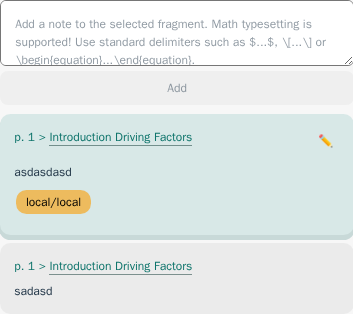 Add a note to the selected fragment. Math typesetting is
supported! Use standard delimiters such as $...$, \[...\] or
\begin{equation}...\end{equation}.
Add
p. 1 > Introduction Driving Factors
asdasdasd
local/local
p. 1 > Introduction Driving Factors
sadasd